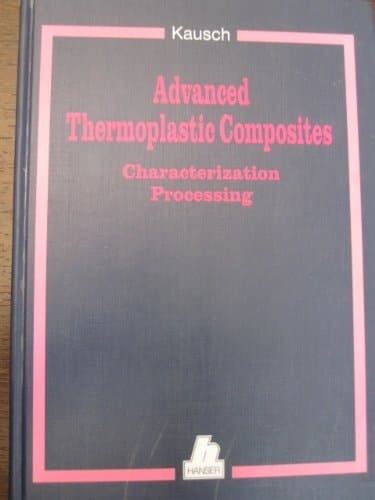 Kausch
Advanced
Thermoplastic Composites
Characterization
Processing
h
HANSER